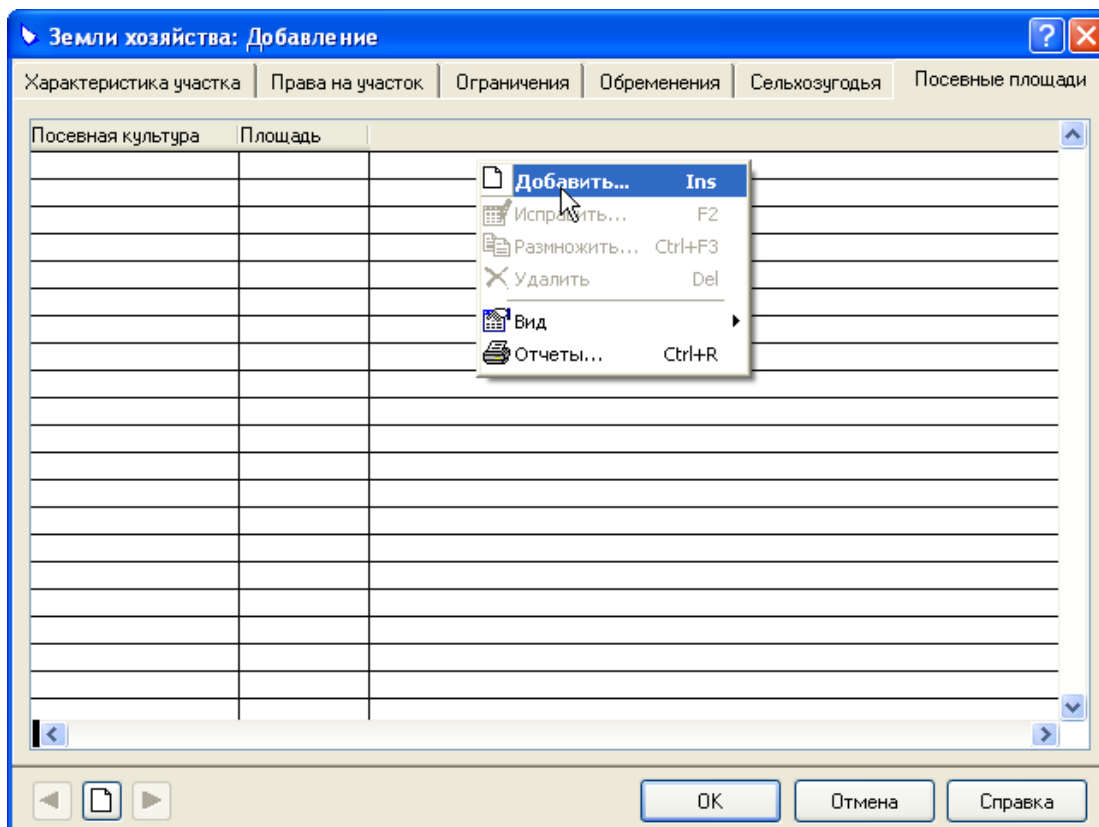 Земли хозяйства: Добавление
Характеристика участка Права на участок Ограничения Обременения Сельхозугодья Посевные площади
Посевная культура Площадь
Добавить... Ins
Исправить... F2
Размножить... Ctrl+F3
Удалить Del
Вид
Отчеты... Ctrl+R
OK Отмена Справка